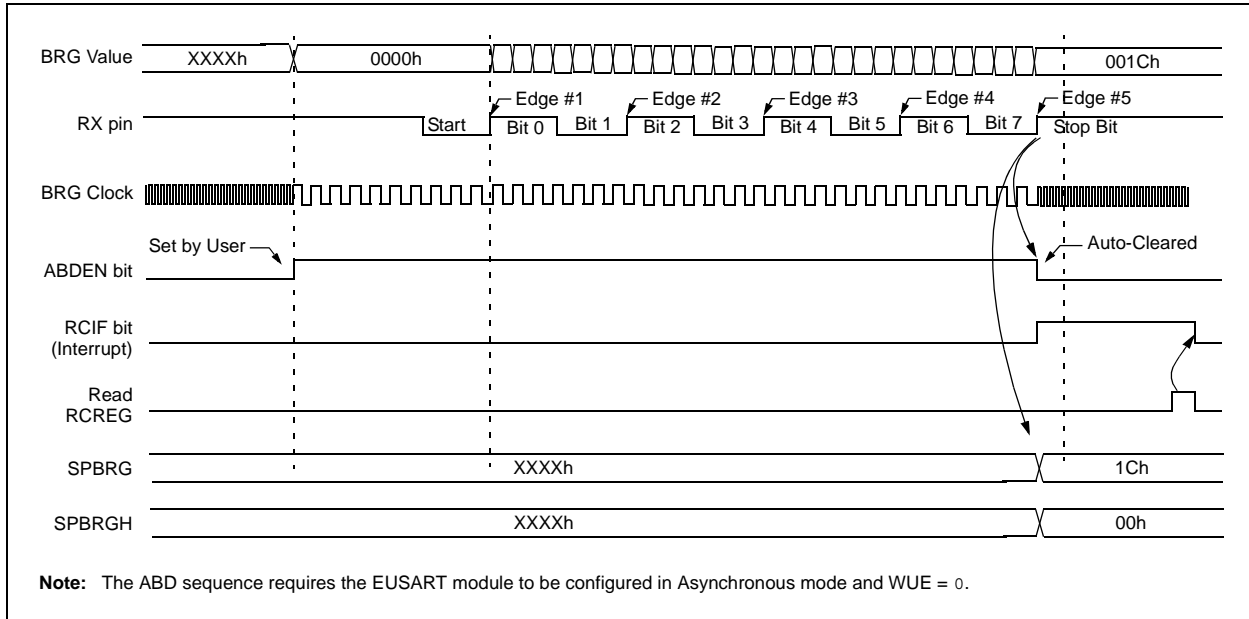 BRG Value
XXXXh
0000h
001Ch
Edge #1
Edge #2
Edge #3
Edge #4
Edge #5
RX pin
Start
Bit 0
Bit 1
Bit 2
Bit 3
Bit 4
Bit 5
Bit 6
Bit 7
Stop Bit
BRG Clock
Set by User
Auto-Cleared
ABDEN bit
RCIF bit
(Interrupt)
Read
RCREG
SPBRG
XXXXh
1Ch
SPBRGH
XXXXh
00h
Note: The ABD sequence requires the EUSART module to be configured in Asynchronous mode and WUE = 0.